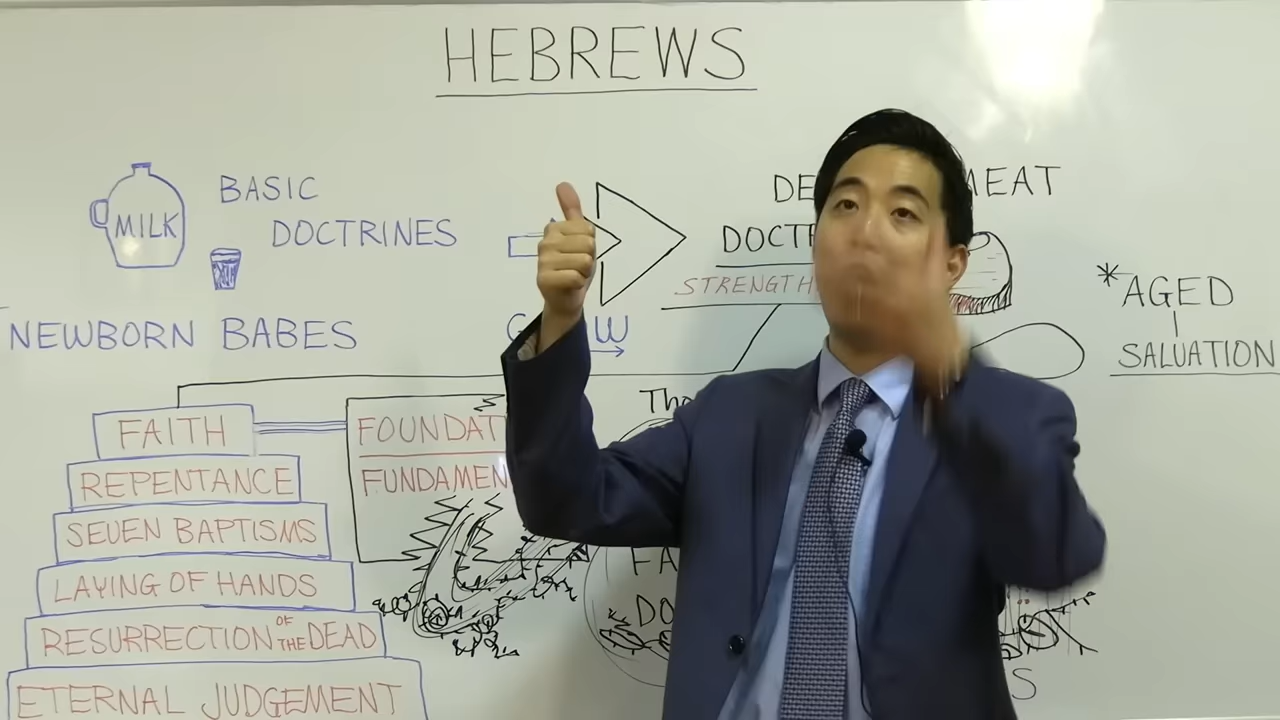 HEBREWS
MILK
BASIC
DOCTRINES
NEWBORN BABES
MEAT
STRENGTH
*AGED
SALUATION
FAITH
REPENTANCE
SEUEN BAPTISMS
LAYING OF HANDS
RESURRECTION OF THE DEAD
ETERNAL JUDGEMENT